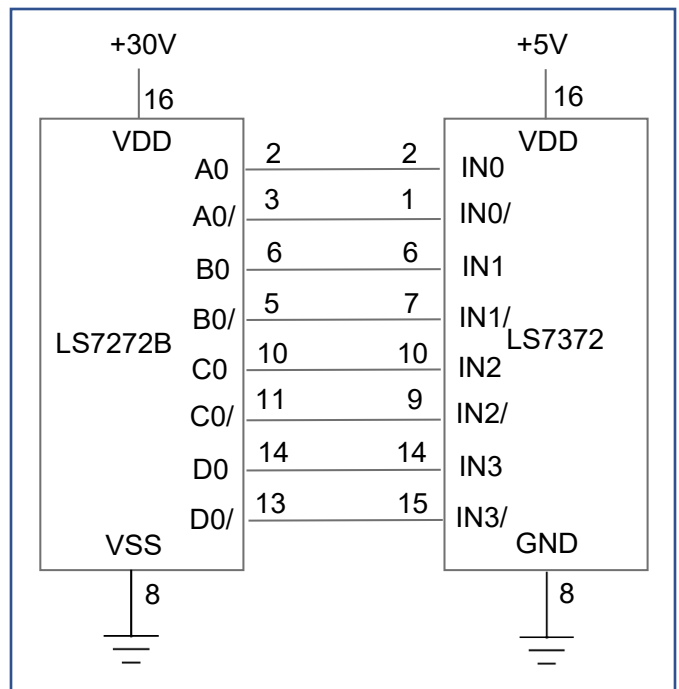 +30V +5V
16 16
VDD VDD
A0 2 2 IN0
A0/ 3 1 IN0/
B0 6 6 IN1
B0/ 5 7 IN1/
LS7272B LS7372
C0 10 10 IN2
C0/ 11 9 IN2/
D0 14 14 IN3
D0/ 13 15 IN3/
VSS GND
8 8